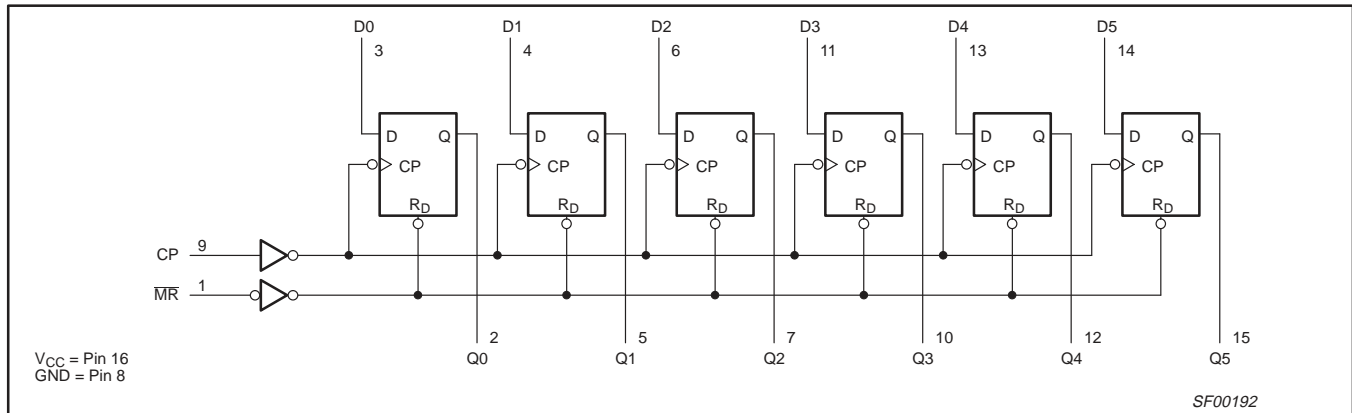 D0 D1 D2 D3 D4 D5
3 4 6 11 13 14
D Q D Q D Q D Q D Q D Q
CP CP CP CP CP CP
RD RD RD RD RD RD
CP 9
MR 1
2 5 7 10 12 15
Q0 Q1 Q2 Q3 Q4 Q5
VCC = Pin 16
GND = Pin 8
SF00192